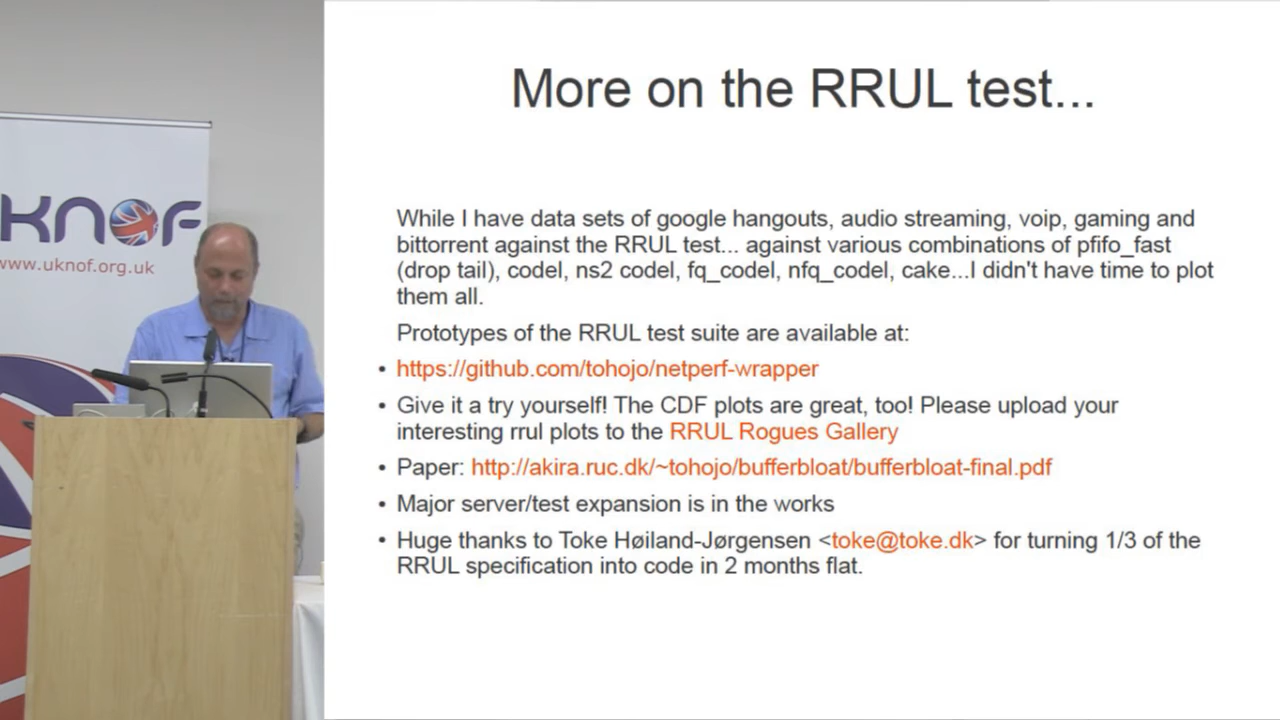 More on the RRUL test...
KNOF
www.uknof.org.uk
While I have data sets of google hangouts, audio streaming, voip, gaming and
bittorrent against the RRUL test... against various combinations of pfifo_fast
(drop tail), codel, ns2 codel, fq_codel, nfq_codel, cake...I didn't have time to plot
them all.
Prototypes of the RRUL test suite are available at:
• https://github.com/tohojo/netperf-wrapper
• Give it a try yourself! The CDF plots are great, too! Please upload your
interesting rrul plots to the RRUL Rogues Gallery
• Paper: http://akira.ruc.dk/~tohojo/bufferbloat/bufferbloat-final.pdf
• Major server/test expansion is in the works
• Huge thanks to Toke Høiland-Jørgensen <toke@toke.dk> for turning 1/3 of the
RRUL specification into code in 2 months flat.